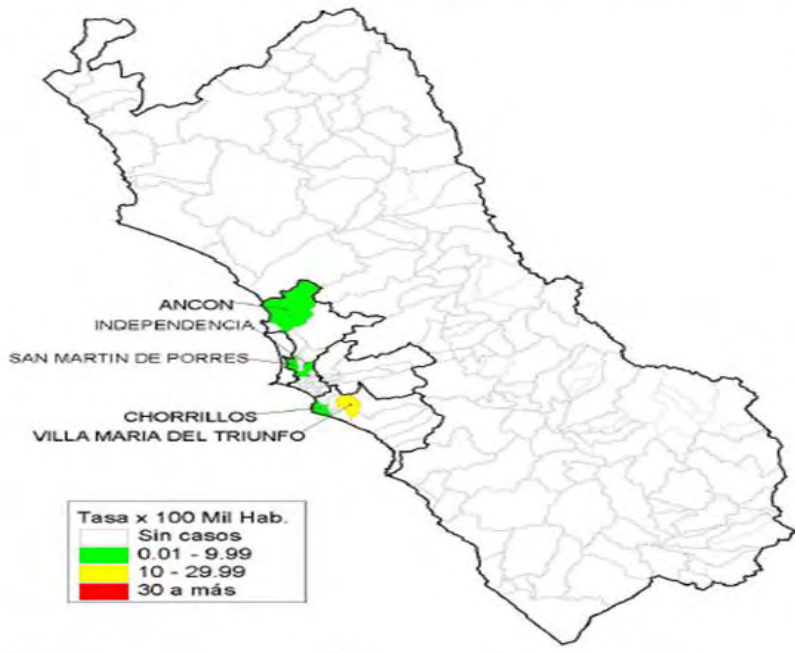 ANCON
INDEPENDENCIA
SAN MARTIN DE PORRES
CHORRILLOS
VILLA MARIA DEL TRIUNFO
Tasa x 100 Mil Hab.
Sin casos
0.01 - 9.99
10 - 29.99
30 a más